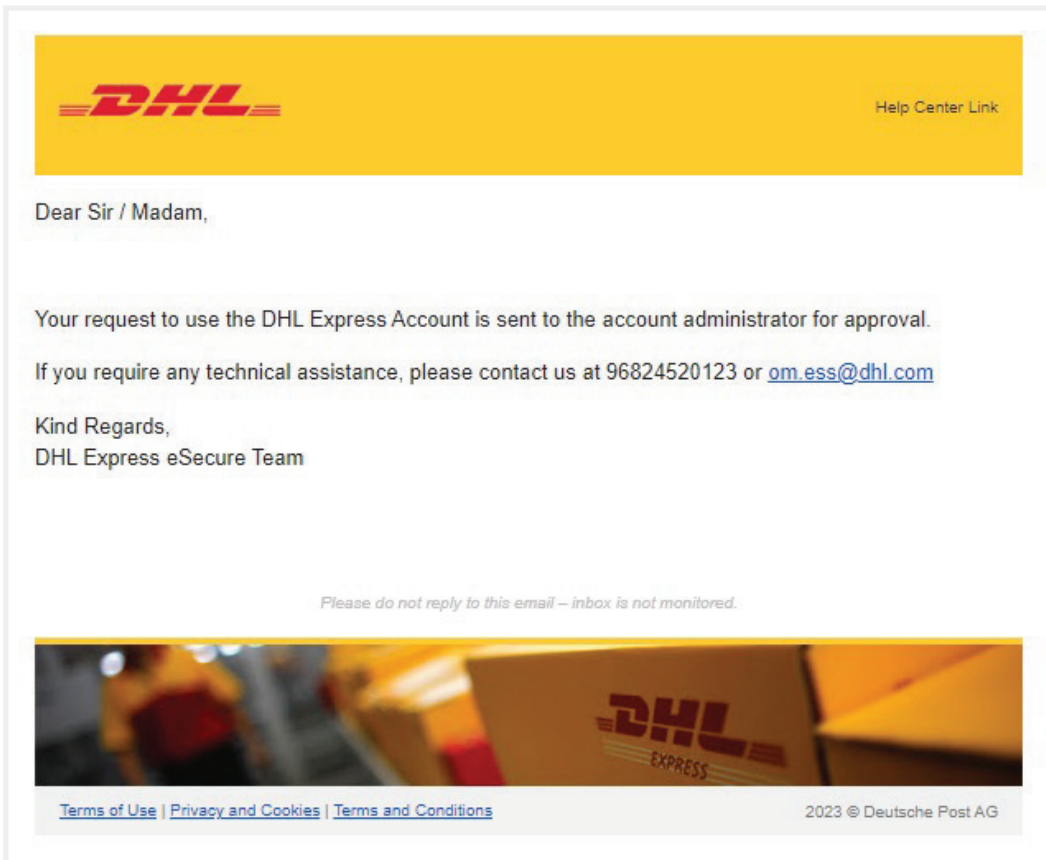 DHL
Help Center Link
Dear Sir / Madam,
Your request to use the DHL Express Account is sent to the account administrator for approval.
If you require any technical assistance, please contact us at 96824520123 or om.ess@dhl.com
Kind Regards,
DHL Express eSecure Team
Please do not reply to this email – inbox is not monitored.
DHL
EXPRESS
Terms of Use | Privacy and Cookies | Terms and Conditions
2023 © Deutsche Post AG